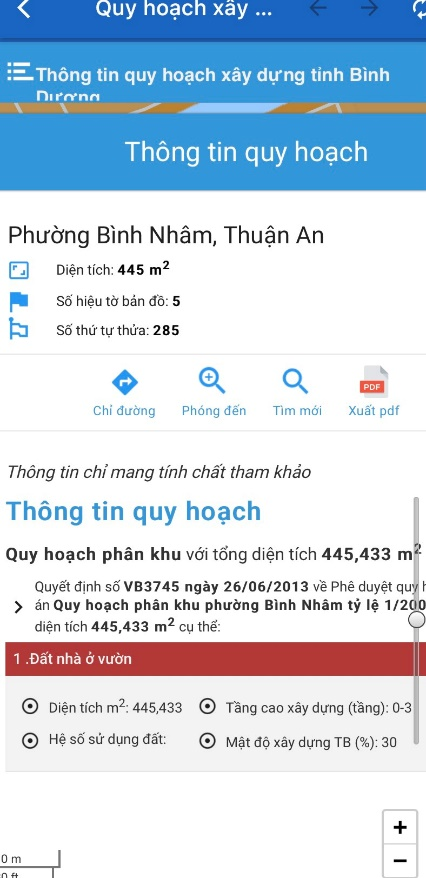 Quy hoạch xây ...
Thông tin quy hoạch xây dựng tỉnh Bình
Dương
Thông tin quy hoạch
Phường Bình Nhâm, Thuận An
Diện tích: 445 m²
Số hiệu tờ bản đồ: 5
Số thứ tự thửa: 285
Chỉ đường Phóng đến Tìm mới Xuất pdf
PDF
Thông tin chỉ mang tính chất tham khảo
Thông tin quy hoạch
Quy hoạch phân khu với tổng diện tích 445,433 m²
Quyết định số VB3745 ngày 26/06/2013 về Phê duyệt quy
án Quy hoạch phân khu phường Bình Nhâm tỷ lệ 1/200
diện tích 445,433 m² cụ thể:
1 .Đất nhà ở vườn
Diện tích m²: 445,433 Tầng cao xây dựng (tầng): 0-3
Hệ số sử dụng đất: Mật độ xây dựng TB (%): 30
+
0 m
−
0 ft